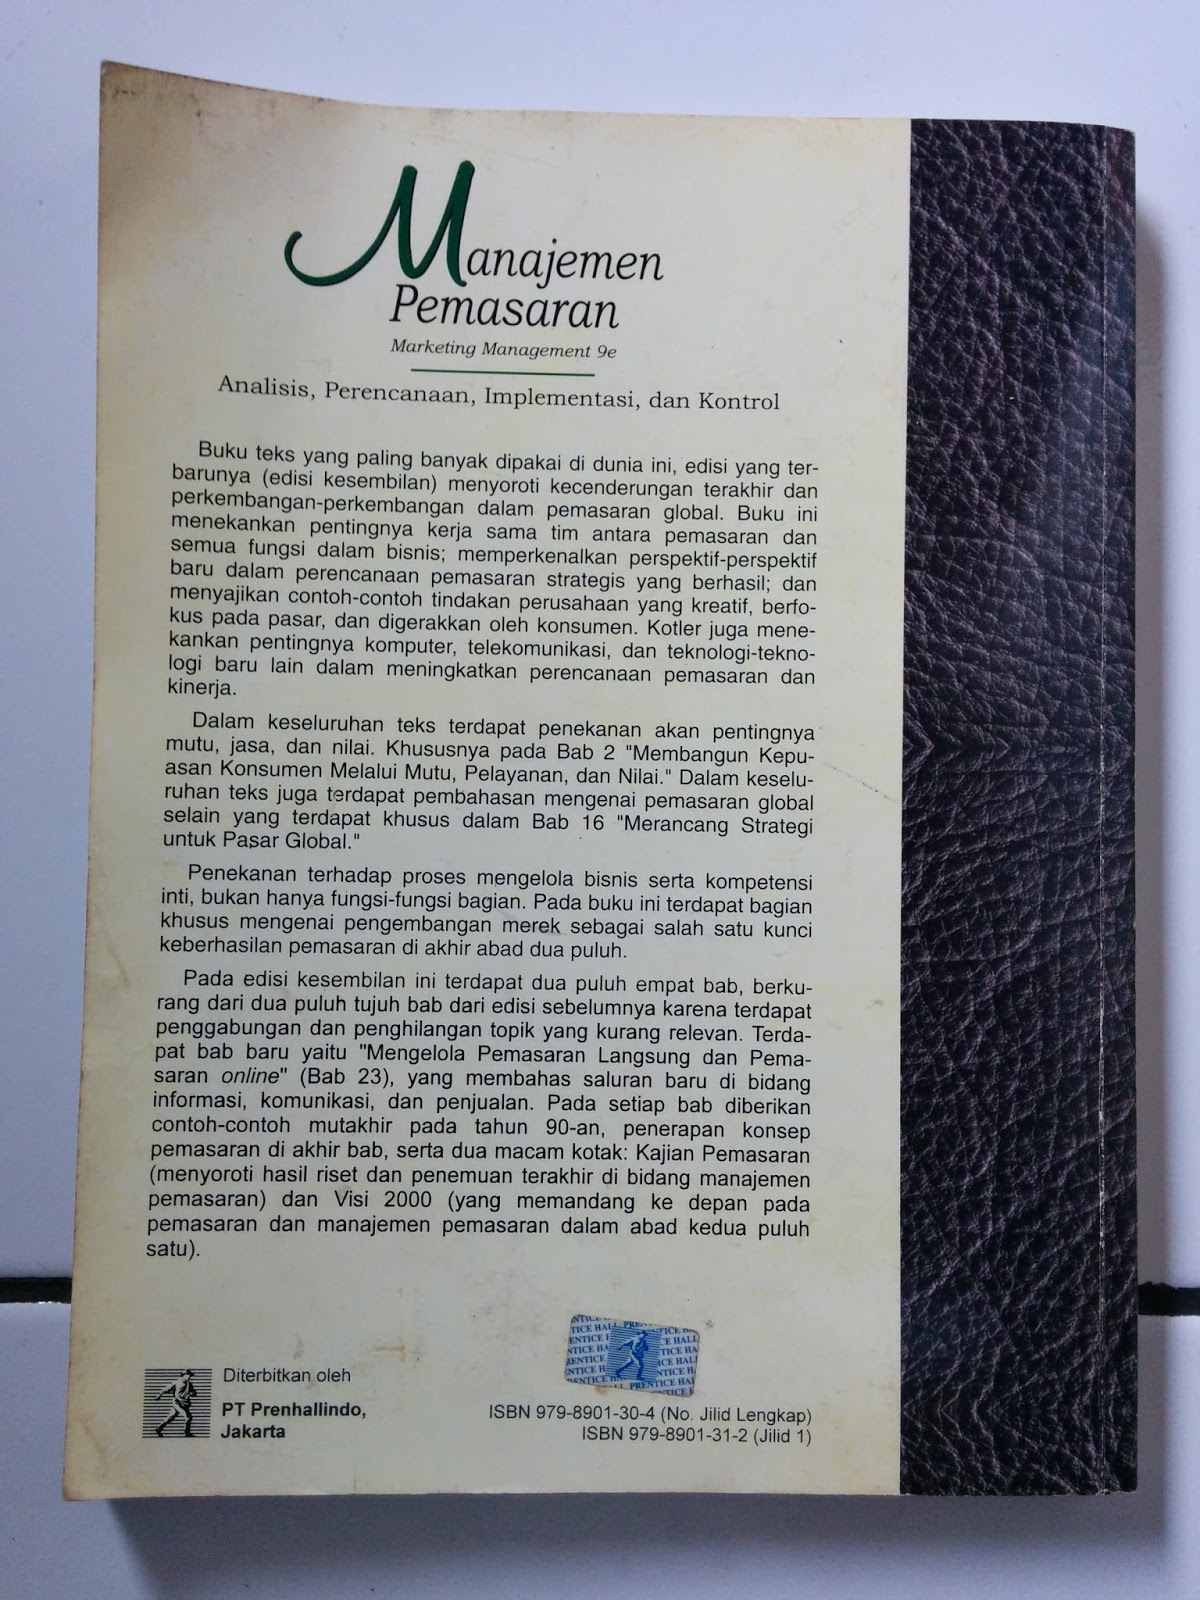 Manajemen
Pemasaran
Marketing Management 9e
Analisis, Perencanaan, Implementasi, dan Kontrol
Buku teks yang paling banyak dipakai di dunia ini, edisi yang ter-
barunya (edisi kesembilan) menyoroti kecenderungan terakhir dan
perkembangan-perkembangan dalam pemasaran global. Buku ini
menekankan pentingnya kerja sama tim antara pemasaran dan
semua fungsi dalam bisnis; memperkenalkan perspektif-perspektif
baru dalam perencanaan pemasaran strategis yang berhasil; dan
menyajikan contoh-contoh tindakan perusahaan yang kreatif, berfo-
kus pada pasar, dan digerakkan oleh konsumen. Kotler juga mene-
kankan pentingnya komputer, telekomunikasi, dan teknologi-tekno-
logi baru lain dalam meningkatkan perencanaan pemasaran dan
kinerja.
Dalam keseluruhan teks terdapat penekanan akan pentingnya
mutu, jasa, dan nilai. Khususnya pada Bab 2 "Membangun Kepu-
asan Konsumen Melalui Mutu, Pelayanan, dan Nilai." Dalam keselu-
ruhan teks juga terdapat pembahasan mengenai pemasaran global
selain yang terdapat khusus dalam Bab 16 "Merancang Strategi
untuk Pasar Global."
Penekanan terhadap proses mengelola bisnis serta kompetensi
inti, bukan hanya fungsi-fungsi bagian. Pada buku ini terdapat bagian
khusus mengenai pengembangan merek sebagai salah satu kunci
keberhasilan pemasaran di akhir abad dua puluh.
Pada edisi kesembilan ini terdapat dua puluh empat bab, berku-
rang dari dua puluh tujuh bab dari edisi sebelumnya karena terdapat
penggabungan dan penghilangan topik yang kurang relevan. Terda-
pat bab baru yaitu "Mengelola Pemasaran Langsung dan Pema-
saran online" (Bab 23), yang membahas saluran baru di bidang
informasi, komunikasi, dan penjualan. Pada setiap bab diberikan
contoh-contoh mutakhir pada tahun 90-an, penerapan konsep
pemasaran di akhir bab, serta dua macam kotak: Kajian Pemasaran
(menyoroti hasil riset dan penemuan terakhir di bidang manajemen
pemasaran) dan Visi 2000 (yang memandang ke depan pada
pemasaran dan manajemen pemasaran dalam abad kedua puluh
satu).
PRENTICE HALL
Diterbitkan oleh
PT Prenhallindo,
Jakarta
ISBN 979-8901-30-4 (No. Jilid Lengkap)
ISBN 979-8901-31-2 (Jilid 1)